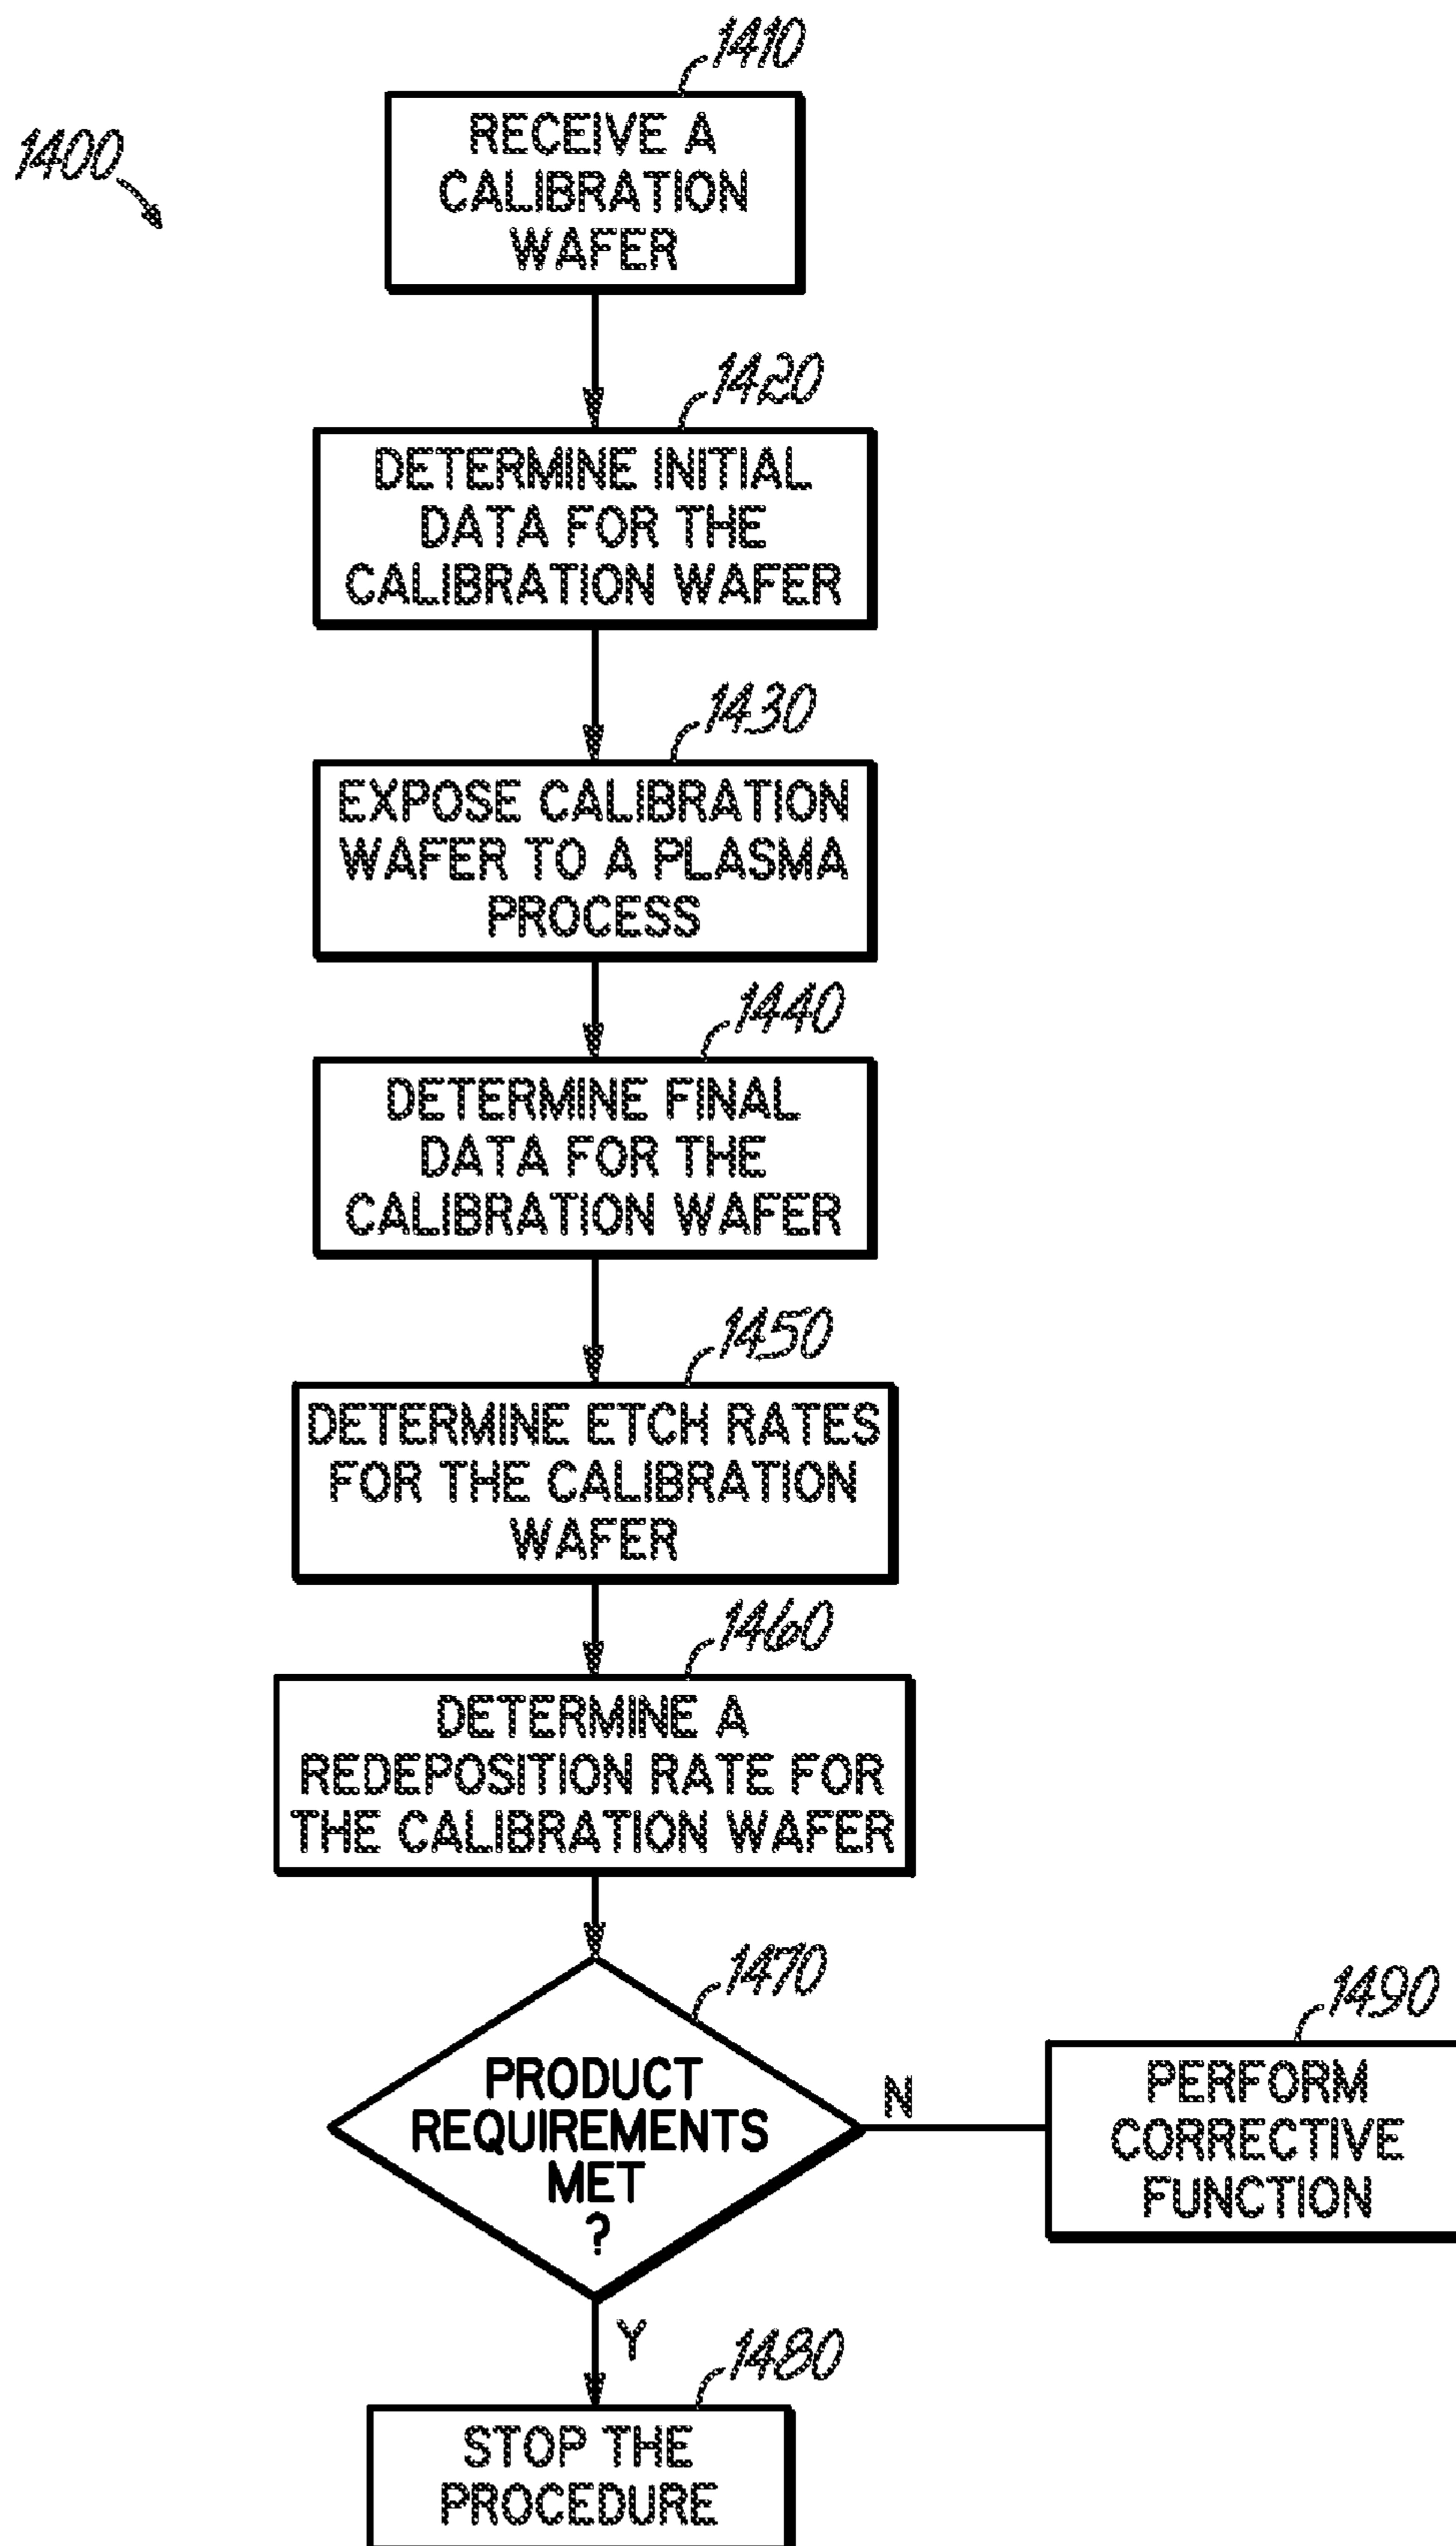 1400
1410
RECEIVE A
CALIBRATION
WAFER
1420
DETERMINE INITIAL
DATA FOR THE
CALIBRATION WAFER
1430
EXPOSE CALIBRATION
WAFER TO A PLASMA
PROCESS
1440
DETERMINE FINAL
DATA FOR THE
CALIBRATION WAFER
1450
DETERMINE ETCH RATES
FOR THE CALIBRATION
WAFER
1460
DETERMINE A
REDEPOSITION RATE FOR
THE CALIBRATION WAFER
1470
PRODUCT
REQUIREMENTS
MET
?
N
1490
PERFORM
CORRECTIVE
FUNCTION
Y
1480
STOP THE
PROCEDURE